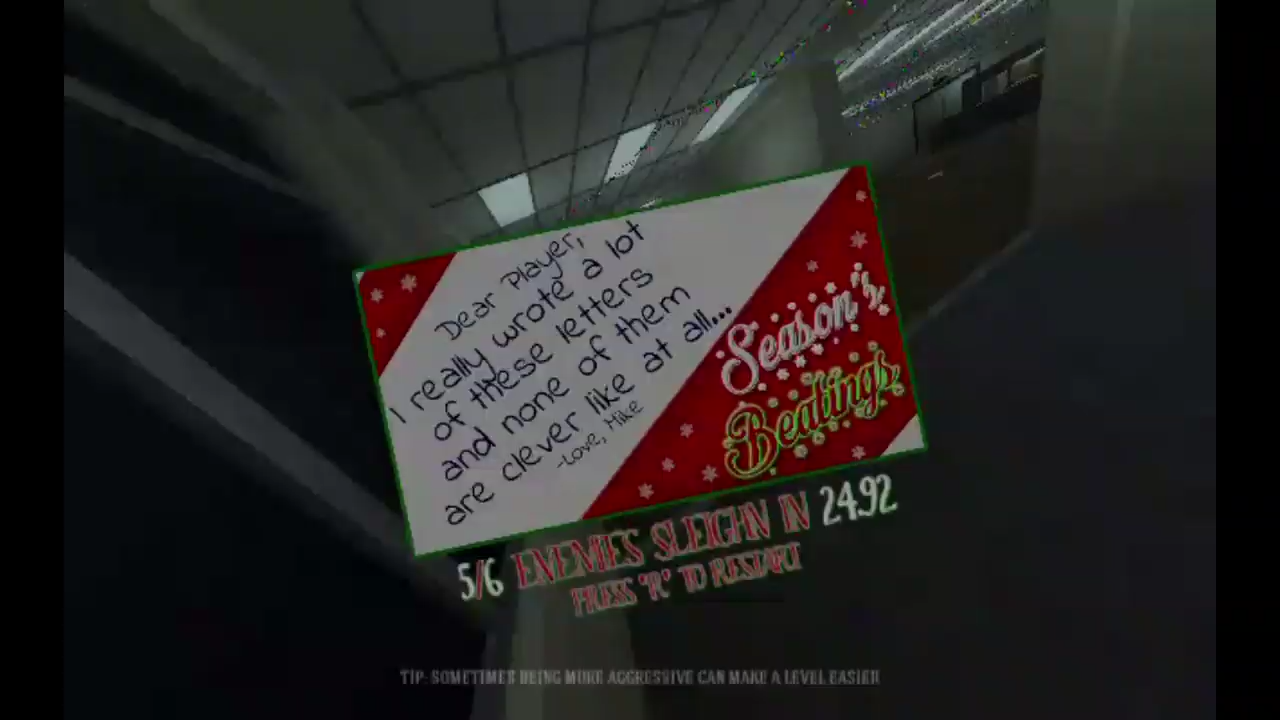 Dear Player,
I really wrote a lot
of these letters
and none of them
are clever like at all...
-Love, Mike
Season's
Beatings
5/6 ENEMIES SLEIGHN IN 24.92
PRESS "R" TO RESTART
TIP: SOMETIMES BEING MORE AGGRESSIVE CAN MAKE A LEVEL EASIER